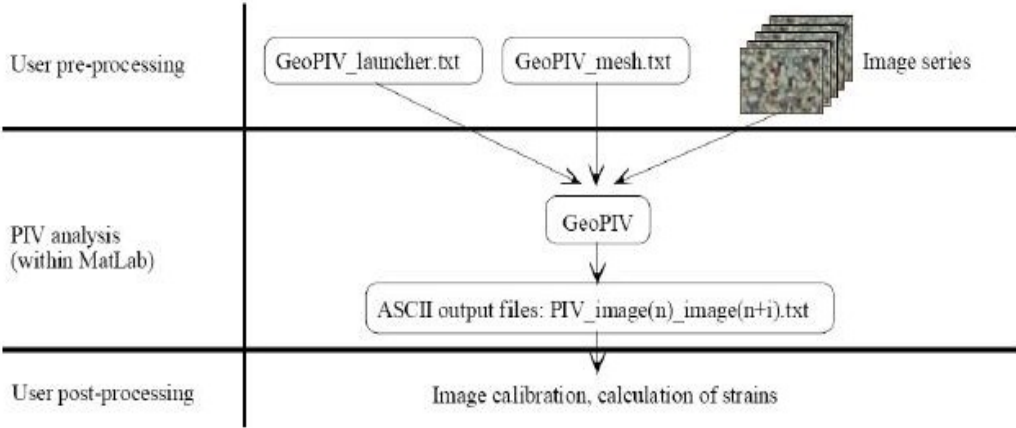 User pre-processing
GeoPIV_launcher.txt
GeoPIV_mesh.txt
Image series
PIV analysis
(within MatLab)
GeoPIV
ASCII output files: PIV_image(n)_image(n+i).txt
User post-processing
Image calibration, calculation of strains